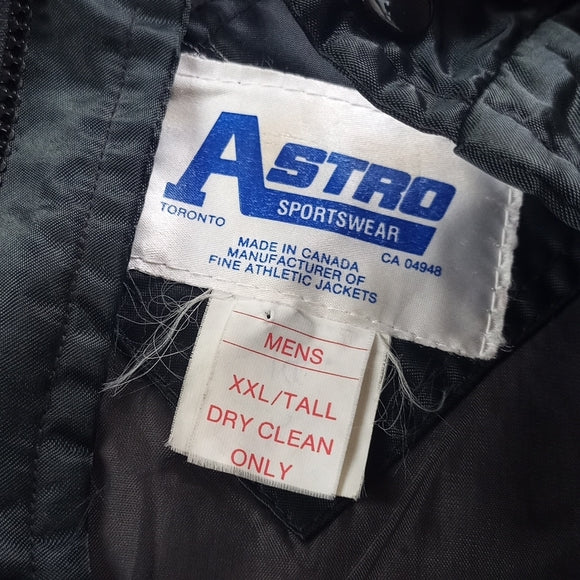 ASTRO
SPORTSWEAR
TORONTO
CA 04948
MADE IN CANADA
MANUFACTURER OF
FINE ATHLETIC JACKETS
MENS
XXL/TALL
DRY CLEAN
ONLY